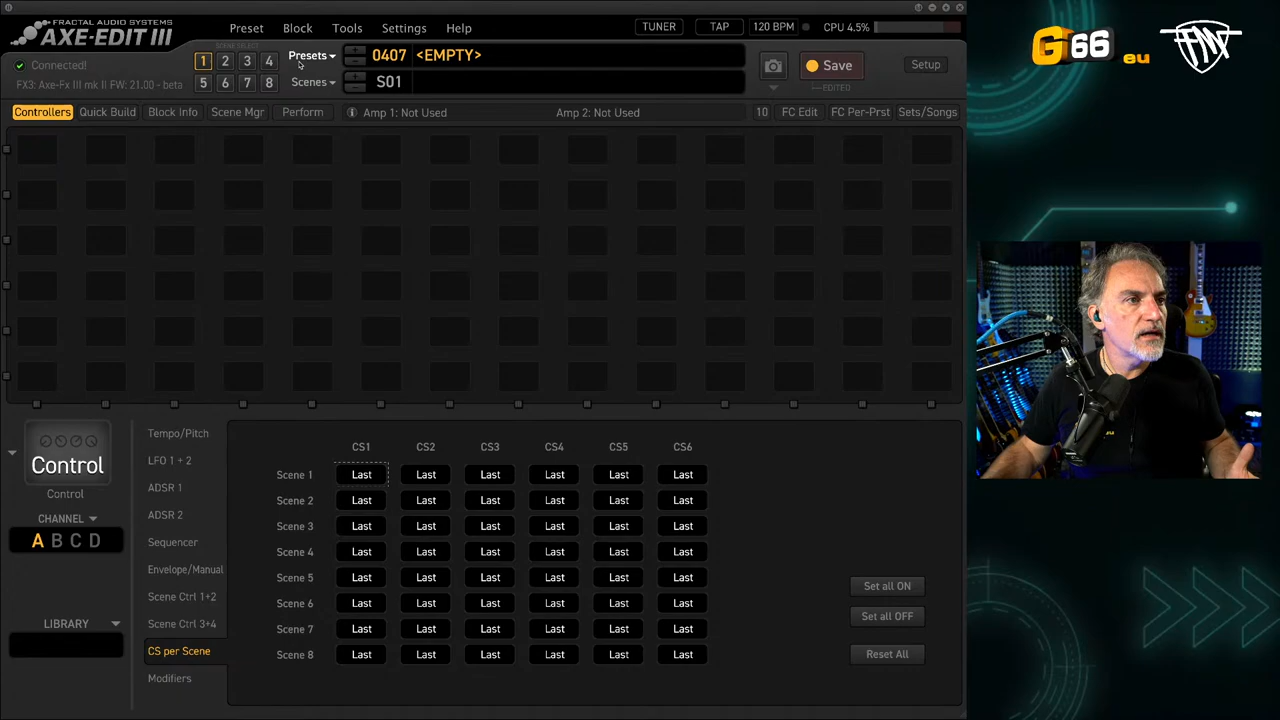 FRACTAL AUDIO SYSTEMS
AXE-EDIT III
Preset Block Tools Settings Help
TUNER TAP 120 BPM CPU 4.5%
SCENE SELECT
Connected!
FX3: Axe-Fx III mk II FW: 21.00 - beta
1 2 3 4
5 6 7 8
Presets 0407 <EMPTY>
Scenes S01
Save
EDITED
Setup
Controllers Quick Build Block Info Scene Mgr Perform Amp 1: Not Used Amp 2: Not Used 10 FC Edit FC Per-Prst Sets/Songs
Control
Control
CHANNEL
A B C D
LIBRARY
Tempo/Pitch
LFO 1 + 2
ADSR 1
ADSR 2
Sequencer
Envelope/Manual
Scene Ctrl 1+2
Scene Ctrl 3+4
CS per Scene
Modifiers
CS1 CS2 CS3 CS4 CS5 CS6
Scene 1 Last Last Last Last Last Last
Scene 2 Last Last Last Last Last Last
Scene 3 Last Last Last Last Last Last
Scene 4 Last Last Last Last Last Last
Scene 5 Last Last Last Last Last Last
Scene 6 Last Last Last Last Last Last
Scene 7 Last Last Last Last Last Last
Scene 8 Last Last Last Last Last Last
Set all ON
Set all OFF
Reset All
G66
eu